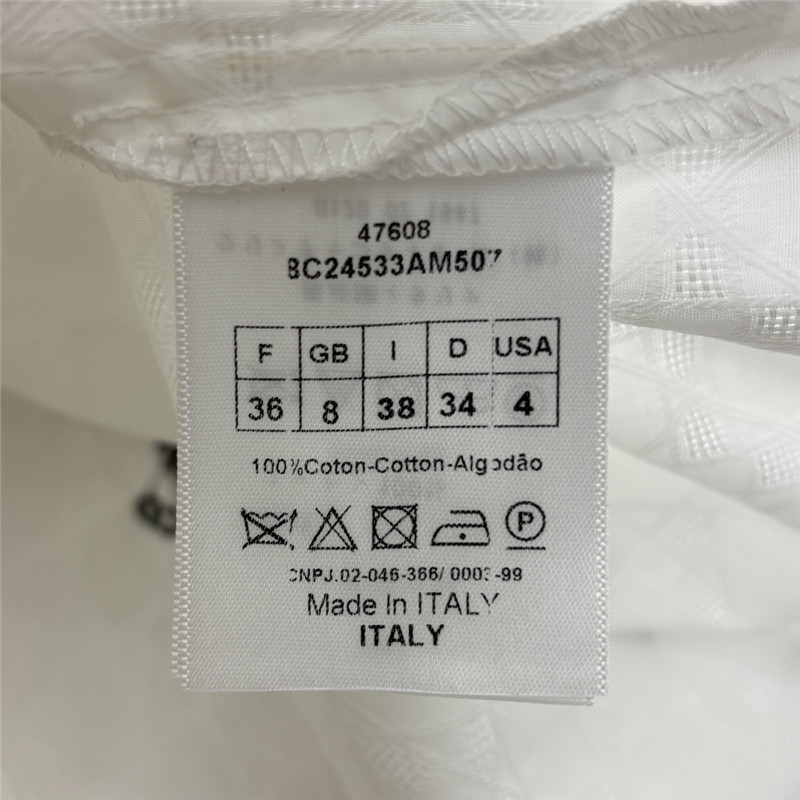 47608
8C24533AM507
F GB I D USA
36 8 38 34 4
100%Coton-Cotton-Algodão
P
CNPJ.02-046-366/ 0003-99
Made In ITALY
ITALY